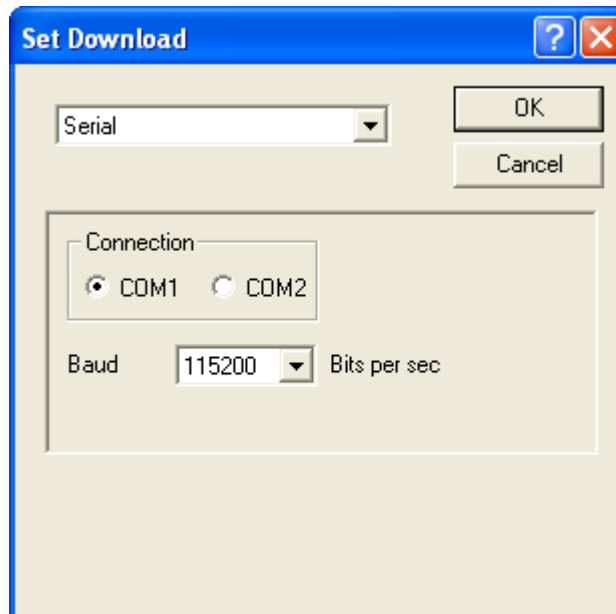 Set Download
Serial
OK
Cancel
Connection
COM1 COM2
Baud 115200 Bits per sec